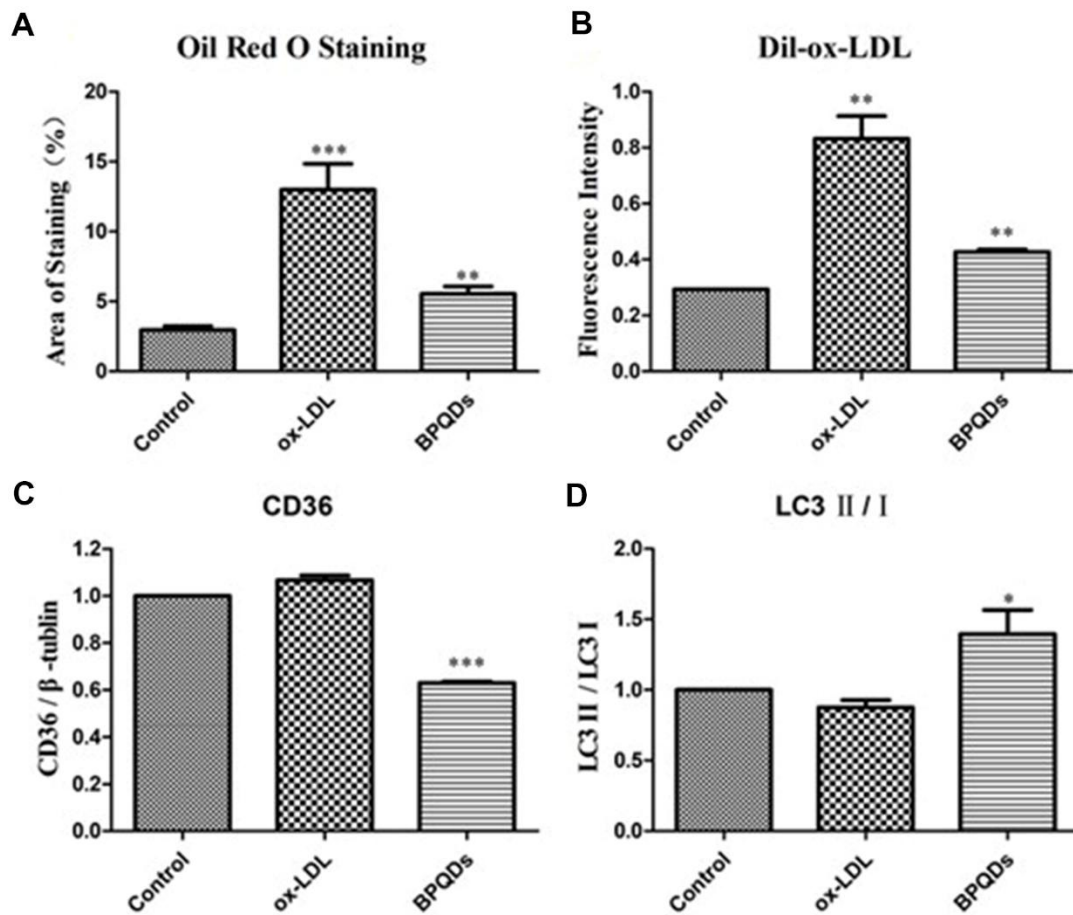 A
Oil Red O Staining
Area of Staining (%)
20
15
10
5
0
***
**
Control
ox-LDL
BPQDs
B
Dil-ox-LDL
Fluorescence Intensity
1.0
0.8
0.6
0.4
0.2
0.0
**
**
Control
ox-LDL
BPQDs
C
CD36
CD36 / β -tublin
1.2
1.0
0.8
0.6
0.4
0.2
0.0
***
Control
ox-LDL
BPQDs
D
LC3 Ⅱ / Ⅰ
LC3 II / LC3 I
2.0
1.5
1.0
0.5
0.0
*
Control
ox-LDL
BPQDs